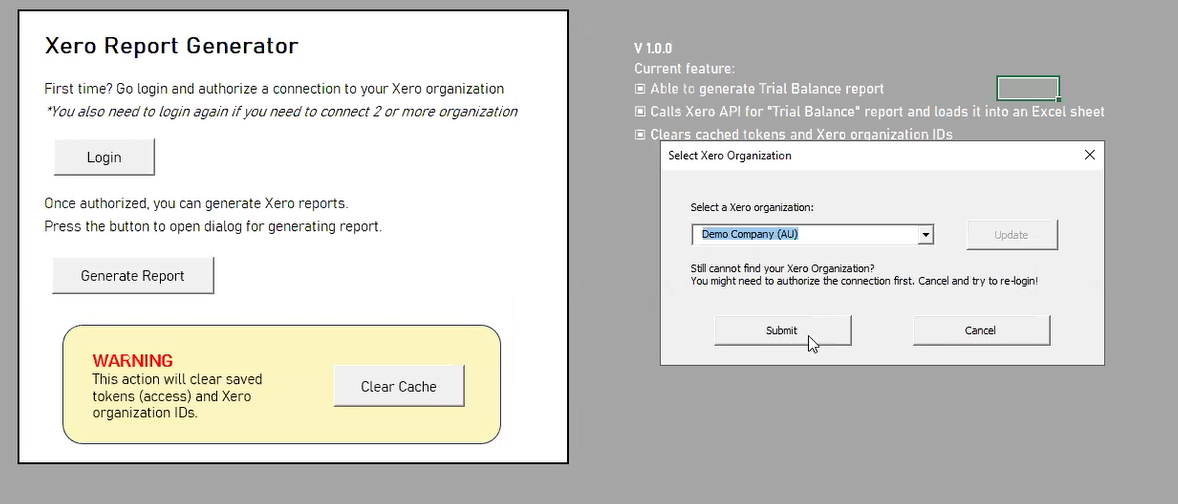 Xero Report Generator
First time? Go login and authorize a connection to your Xero organization
*You also need to login again if you need to connect 2 or more organization
Login
Once authorized, you can generate Xero reports.
Press the button to open dialog for generating report.
Generate Report
WARNING
This action will clear saved
tokens (access) and Xero
organization IDs.
Clear Cache
V 1.0.0
Current feature:
Able to generate Trial Balance report
Calls Xero API for "Trial Balance" report and loads it into an Excel sheet
Clears cached tokens and Xero organization IDs
Select Xero Organization
Select a Xero organization:
Demo Company (AU)
Update
Still cannot find your Xero Organization?
You might need to authorize the connection first. Cancel and try to re-login!
Submit
Cancel